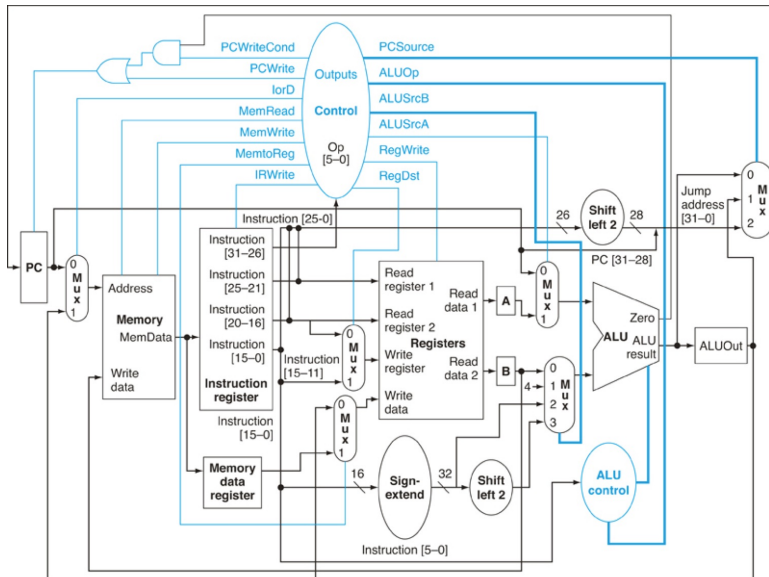 PCWriteCond
PCWrite
IorD
MemRead
MemWrite
MemtoReg
IRWrite
Outputs
Control
Op
[5–0]
PCSource
ALUOp
ALUSrcB
ALUSrcA
RegWrite
RegDst
PC
0
M
u
x
1
Address
Memory
MemData
Write
data
Instruction [25-0]
Instruction
[31–26]
Instruction
[25–21]
Instruction
[20–16]
Instruction
[15–0]
Instruction
register
Instruction
[15–0]
Memory
data
register
Instruction
[15–11]
0
M
u
x
1
0
M
u
x
1
Read
register 1
Read
register 2
Registers
Write
register
Write
data
Read
data 1
Read
data 2
A
B
0
M
u
x
1
0
4
1
2
3
M
u
x
26
Shift
left 2
28
Jump
address
[31–0]
PC [31–28]
0
1
2
M
u
x
Zero
ALU
ALU
result
ALUOut
16
Sign-
extend
32
Shift
left 2
ALU
control
Instruction [5–0]